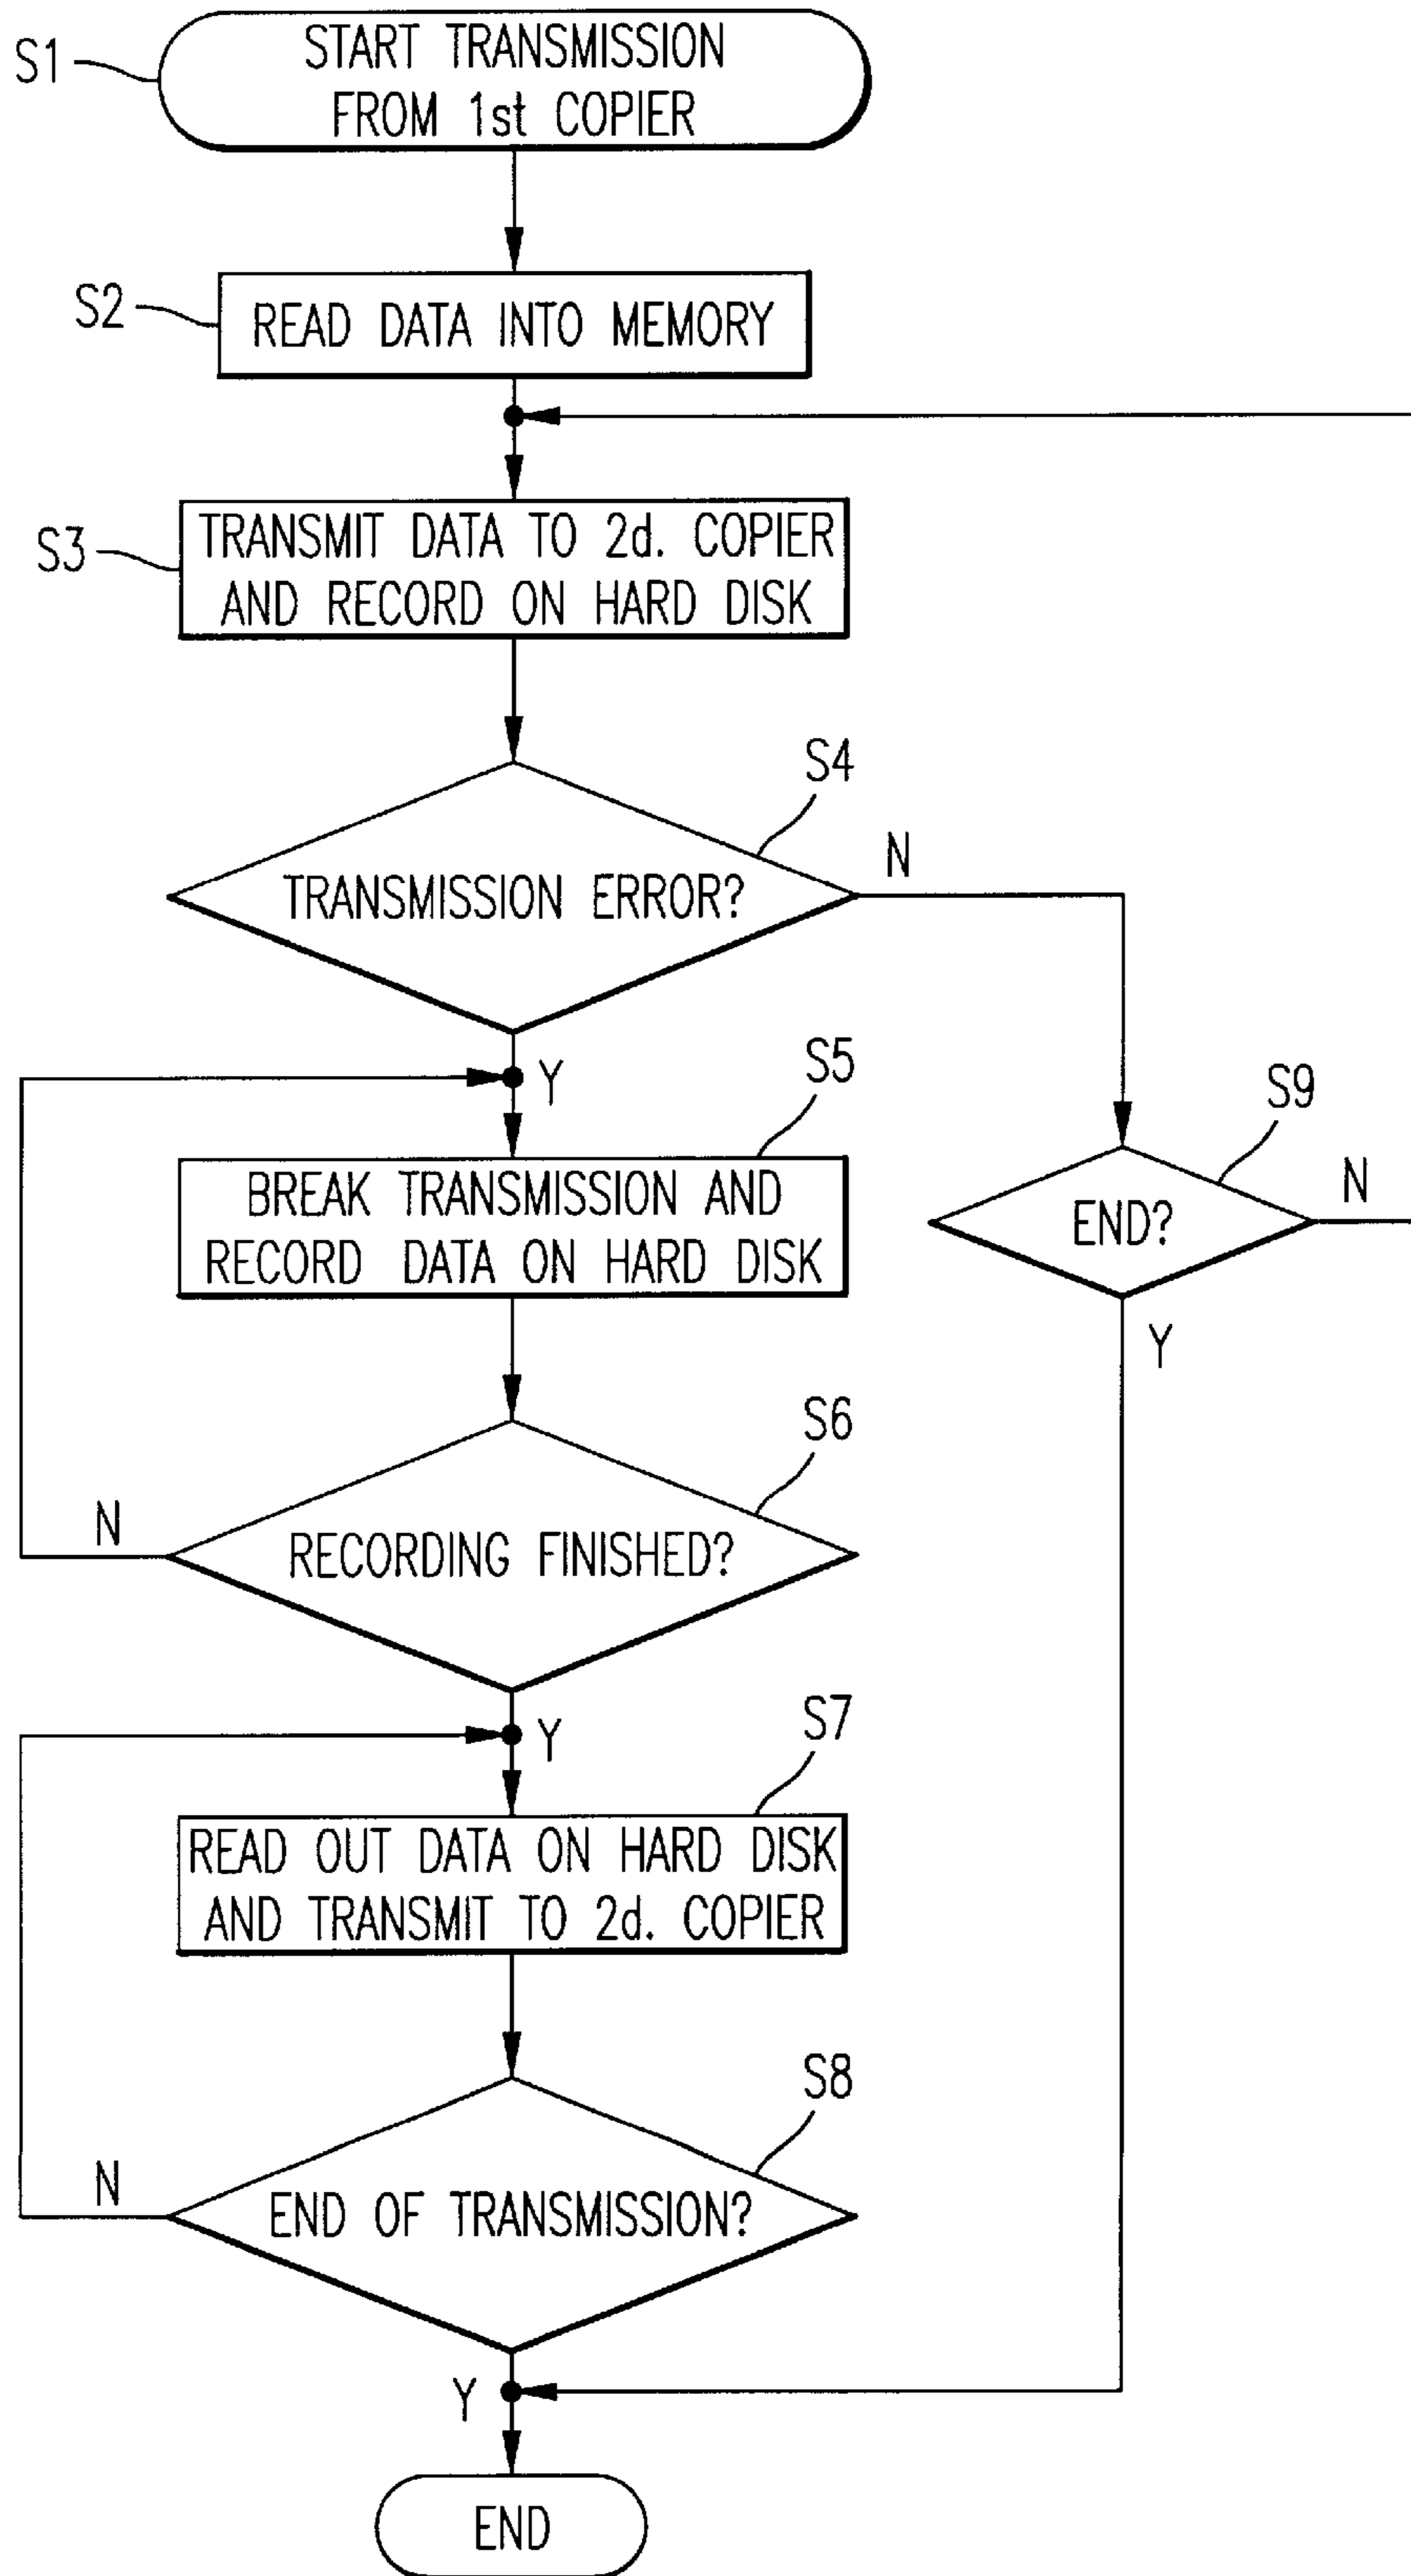 S1
START TRANSMISSION
FROM 1st COPIER
S2
READ DATA INTO MEMORY
S3
TRANSMIT DATA TO 2d. COPIER
AND RECORD ON HARD DISK
S4
TRANSMISSION ERROR?
N
Y
S5
BREAK TRANSMISSION AND
RECORD DATA ON HARD DISK
S9
END?
N
Y
S6
RECORDING FINISHED?
N
Y
S7
READ OUT DATA ON HARD DISK
AND TRANSMIT TO 2d. COPIER
S8
END OF TRANSMISSION?
N
Y
END